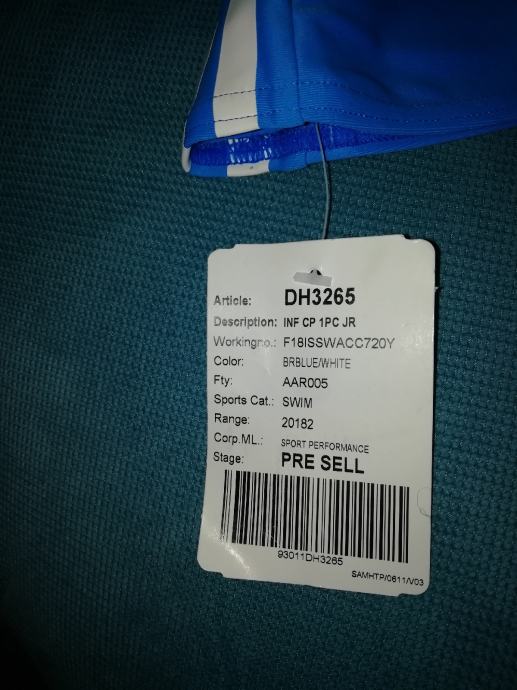 Article: DH3265
Description: INF CP 1PC JR
Workingno.: F18ISSWACC720Y
Color: BRBLUE/WHITE
Fty: AAR005
Sports Cat.: SWIM
Range: 20182
Corp.ML.: SPORT PERFORMANCE
Stage: PRE SELL
93011DH3265
SAMHTP/0611/V03